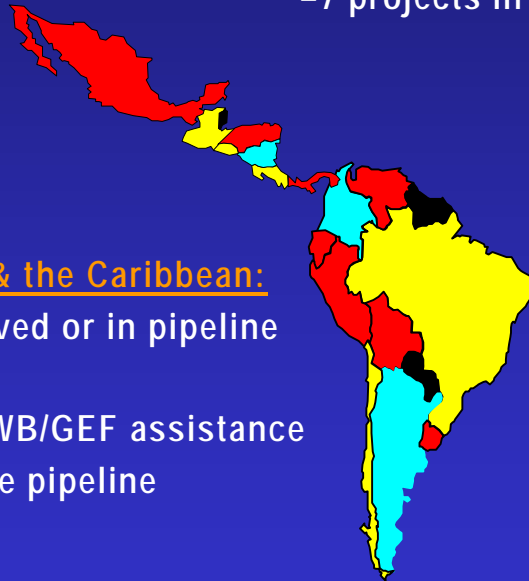 –7 projects in
& the Caribbean:
ved or in pipeline
WB/GEF assistance
e pipeline